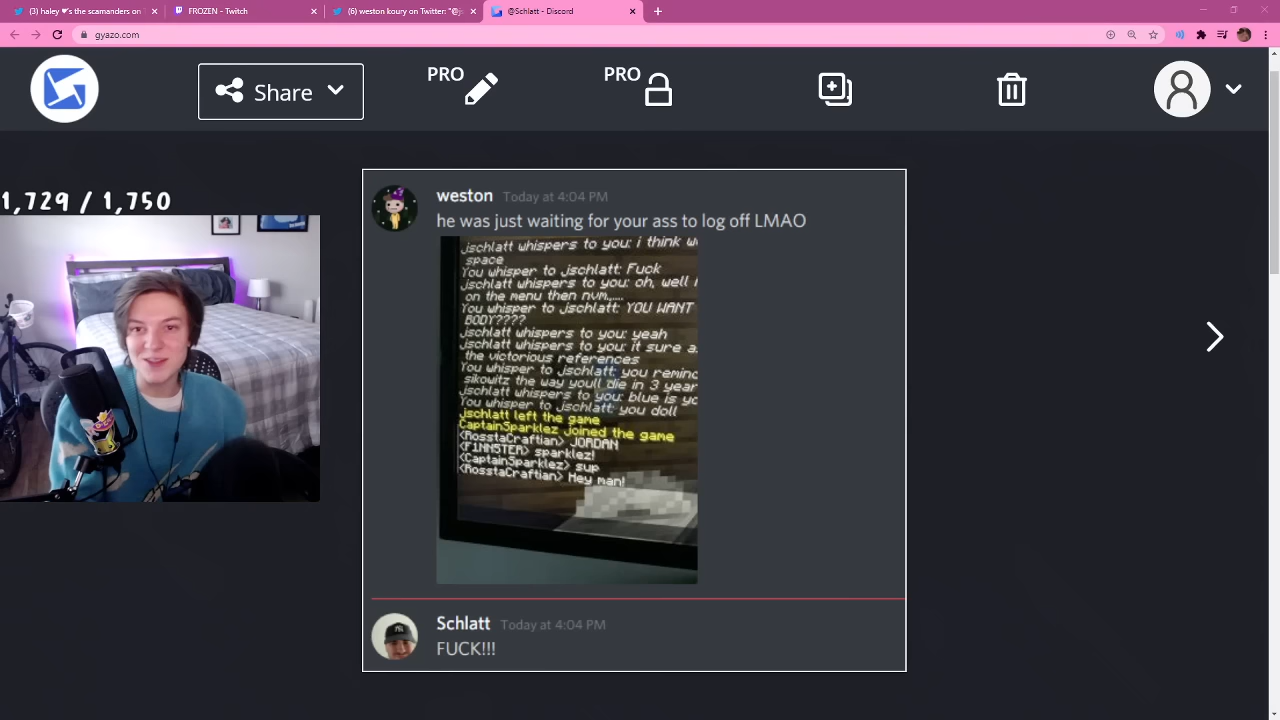 (3) haley ❤'s the scamanders on
FROZEN - Twitch
(6) weston koury on Twitter: "@js
@Schlatt - Discord
gyazo.com
Share
PRO
PRO
1,729 / 1,750
weston Today at 4:04 PM
he was just waiting for your ass to log off LMAO
jschlatt whispers to you: i think
space
You whisper to jschlatt: Fuck
jschlatt whispers to you: oh, well
on the menu then nvm.....
You whisper to jschlatt: YOU WANT
BODY????
jschlatt whispers to you: yeah
jschlatt whispers to you: it sure
the victorious references
You whisper to jschlatt: you remind
sikowitz the way youll die in 3 year
jschlatt whispers to you: blue is
You whisper to jschlatt: you doll
jschlatt left the game
CaptainSparklez joined the game
<RosstaCraftian> JORDAN
<F1NN5TER> sparklez!
<CaptainSparklez> sup
<RosstaCraftian> Hey man!
Schlatt Today at 4:04 PM
FUCK!!!